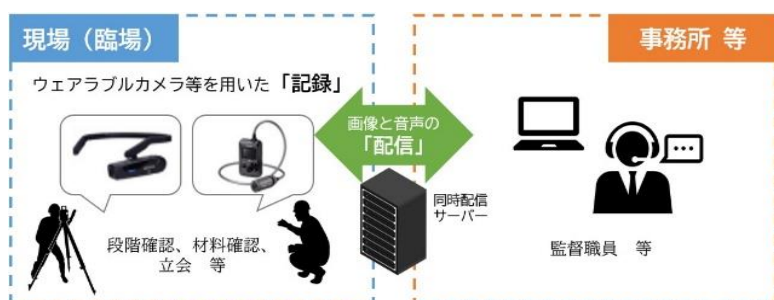 現場（臨場）
ウェアラブルカメラ等を用いた「記録」
段階確認、材料確認、
立会　等
画像と音声の
「配信」
同時配信
サーバー
事務所 等
監督職員　等